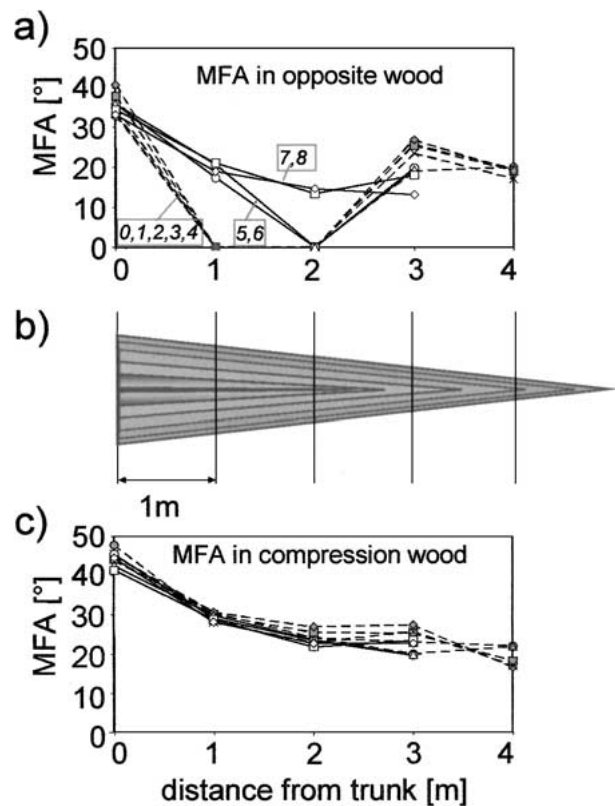 a)
MFA in opposite wood
MFA [°]
50
40
30
20
10
0
7,8
0,1,2,3,4
5,6
0
1
2
3
4
b)
1m
c)
MFA in compression wood
MFA [°]
50
40
30
20
10
0
0
1
2
3
4
distance from trunk [m]